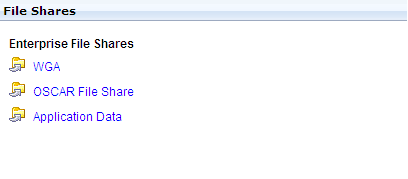 File Shares
Enterprise File Shares
WGA
OSCAR File Share
Application Data